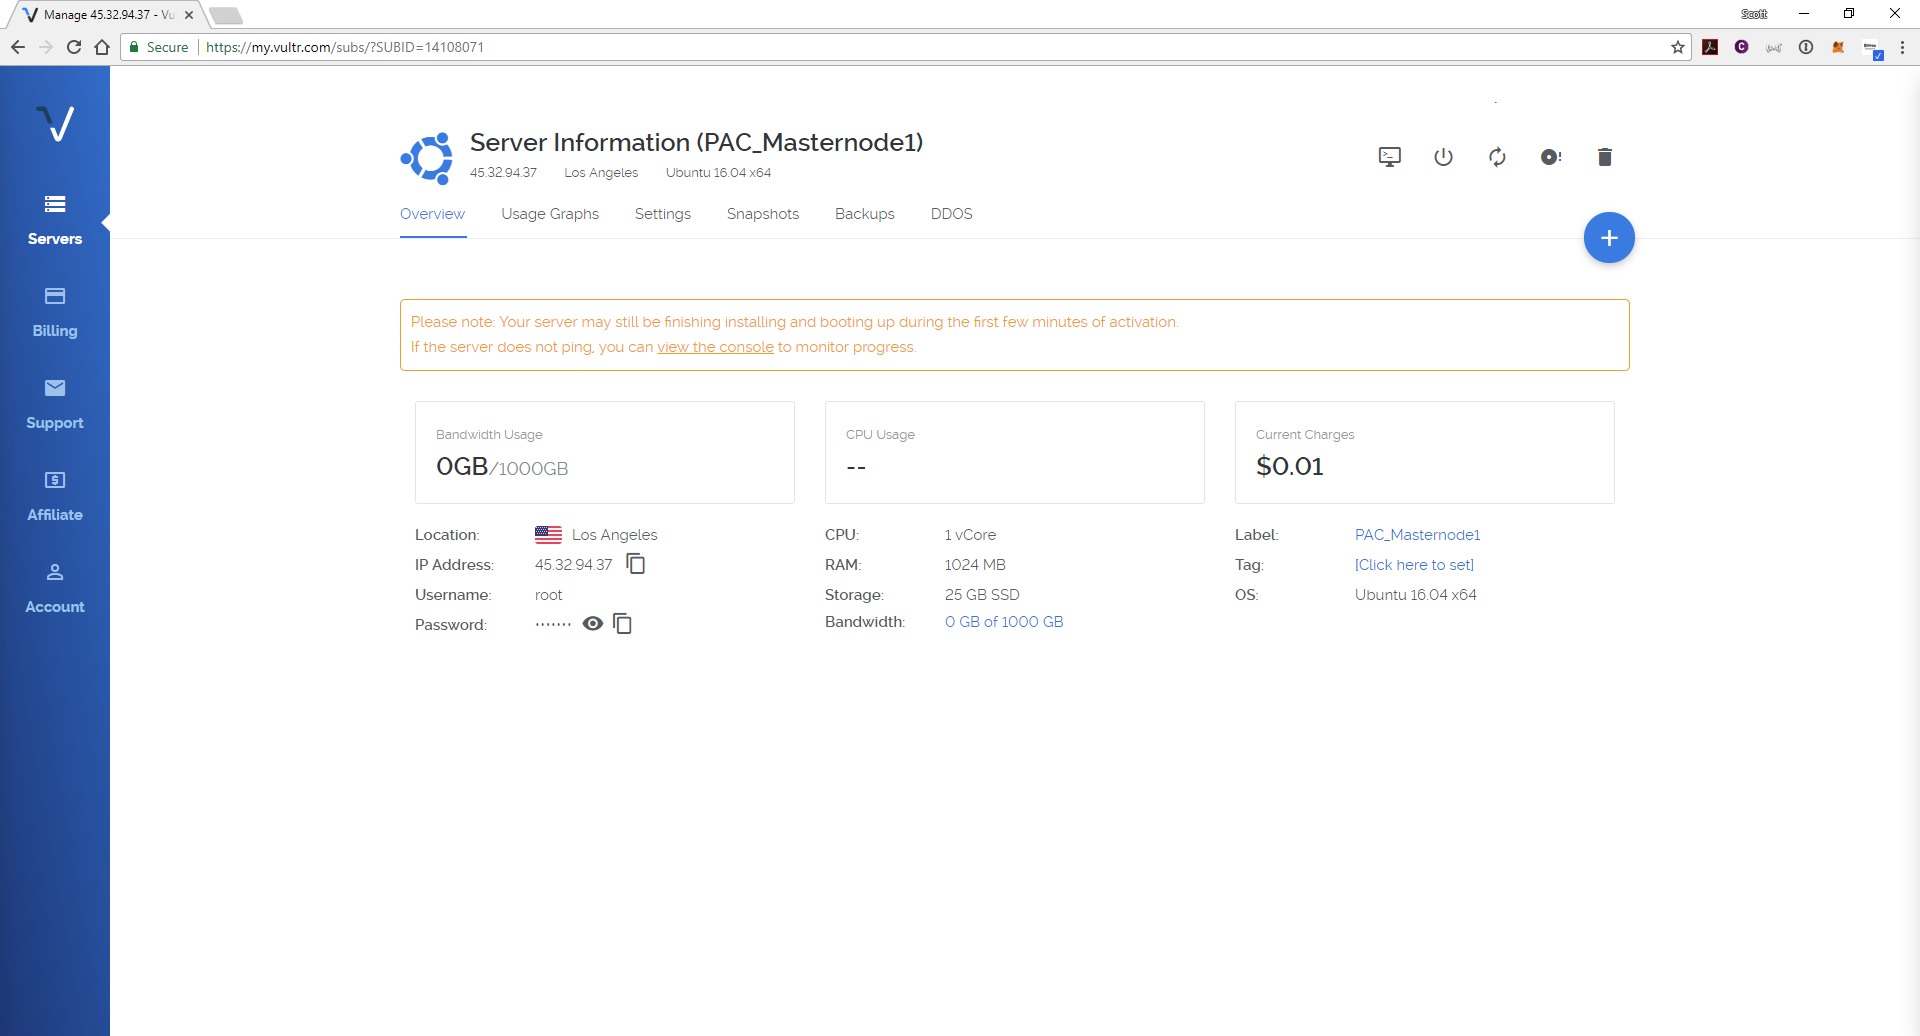 Manage 45.32.94.37 - Vu
Scott
Secure
https://my.vultr.com/subs/?SUBID=14108071
Server Information (PAC_Masternode1)
45.32.94.37 Los Angeles Ubuntu 16.04 x64
Overview Usage Graphs Settings Snapshots Backups DDOS
+
Servers
Billing
Support
Affiliate
Account
Please note: Your server may still be finishing installing and booting up during the first few minutes of activation.
If the server does not ping, you can view the console to monitor progress.
Bandwidth Usage
0GB/1000GB
CPU Usage
--
Current Charges
$0.01
Location: Los Angeles
IP Address: 45.32.94.37
Username: root
Password: ·······
CPU: 1 vCore
RAM: 1024 MB
Storage: 25 GB SSD
Bandwidth: 0 GB of 1000 GB
Label: PAC_Masternode1
Tag: [Click here to set]
OS: Ubuntu 16.04 x64